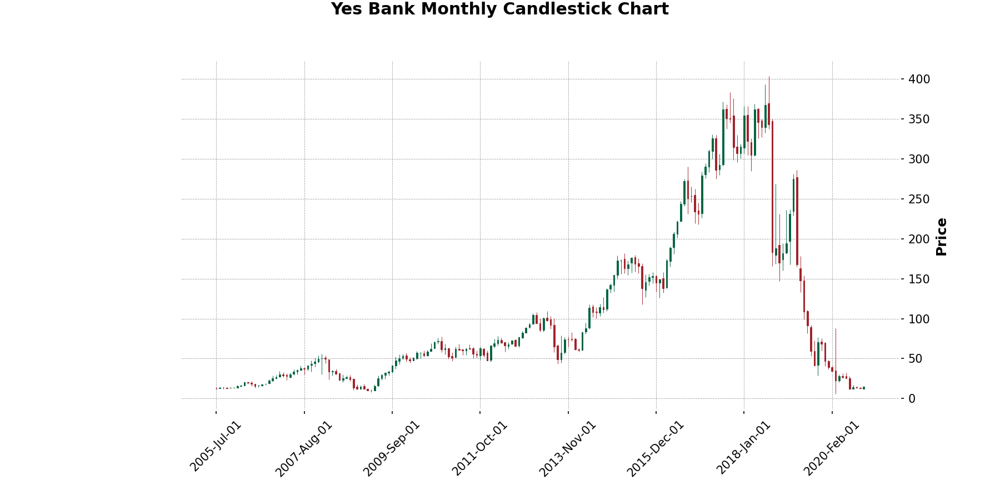 Yes Bank Monthly Candlestick Chart
400
350
300
250
200
150
100
50
0
Price
2005-Jul-01
2007-Aug-01
2009-Sep-01
2011-Oct-01
2013-Nov-01
2015-Dec-01
2018-Jan-01
2020-Feb-01